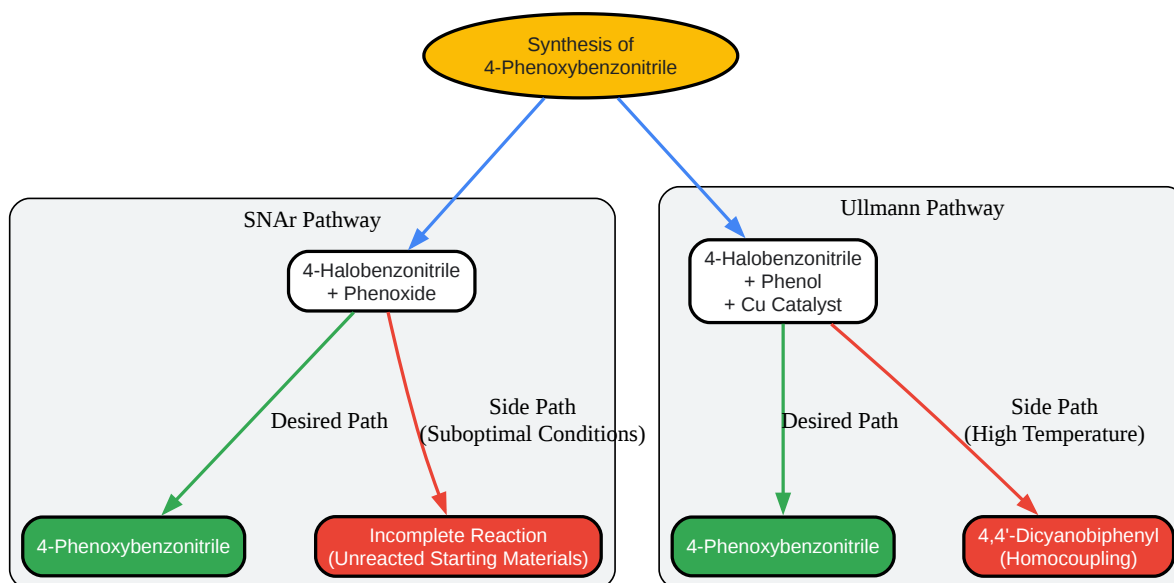 Synthesis of
4-Phenoxybenzonitrile
SNAr Pathway
4-Halobenzonitrile
+ Phenoxide
Desired Path
Side Path
(Suboptimal Conditions)
4-Phenoxybenzonitrile
Incomplete Reaction
(Unreacted Starting Materials)
Ullmann Pathway
4-Halobenzonitrile
+ Phenol
+ Cu Catalyst
Desired Path
Side Path
(High Temperature)
4-Phenoxybenzonitrile
4,4'-Dicyanobiphenyl
(Homocoupling)